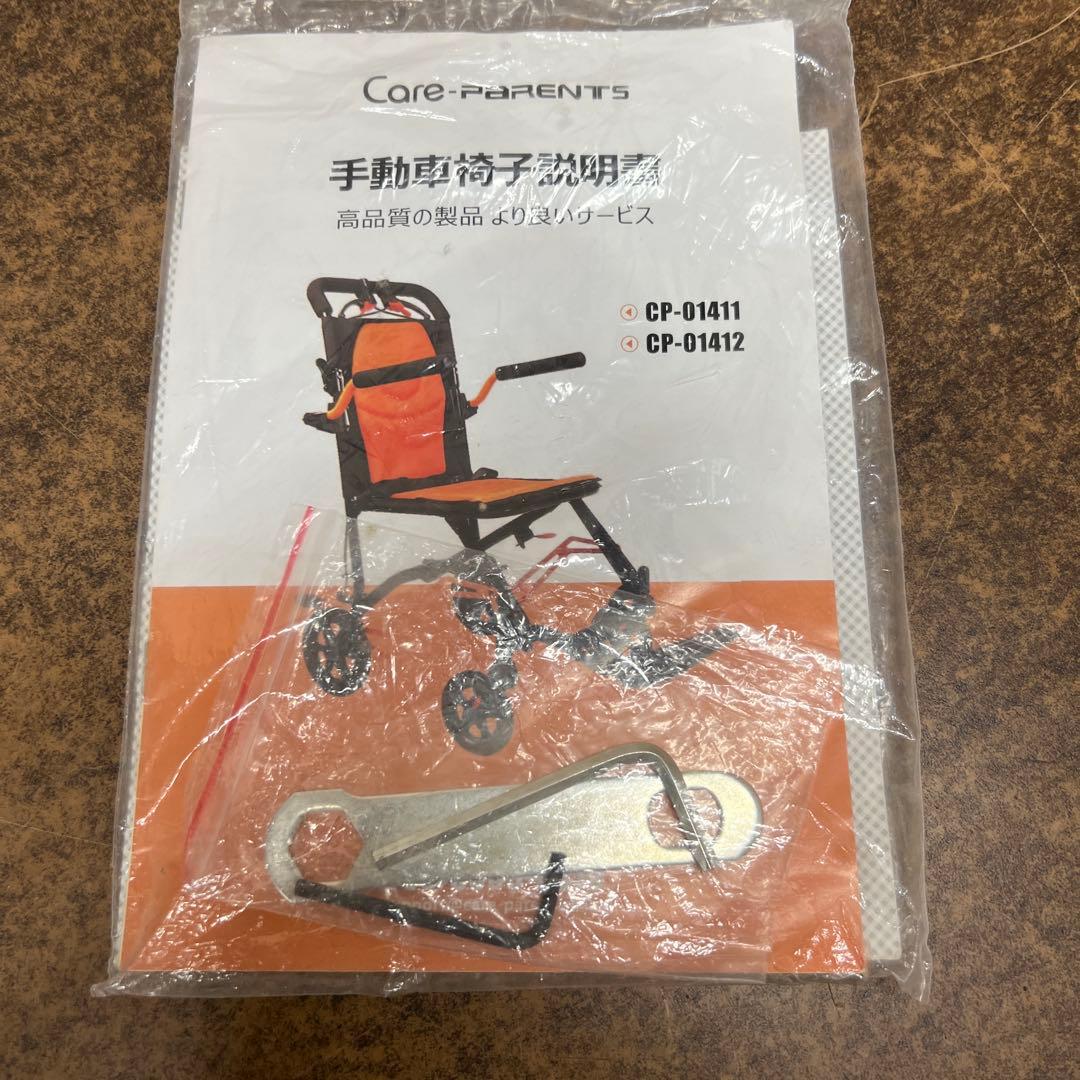 Care-PARENTS
手動車椅子説明書
高品質の製品 より良いサービス
CP-01411
CP-01412